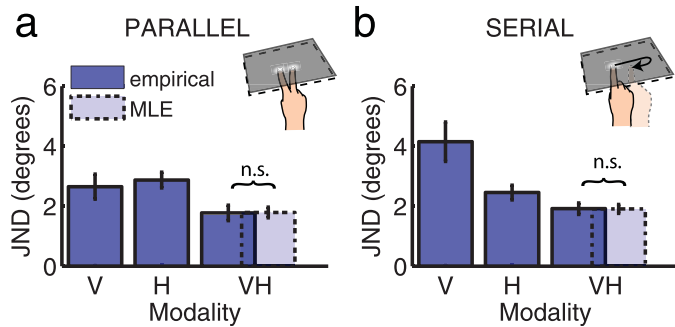 a PARALLEL
empirical
MLE
JND (degrees)
6
4
2
0
n.s.
V H VH
Modality
b SERIAL
JND (degrees)
6
4
2
0
n.s.
V H VH
Modality